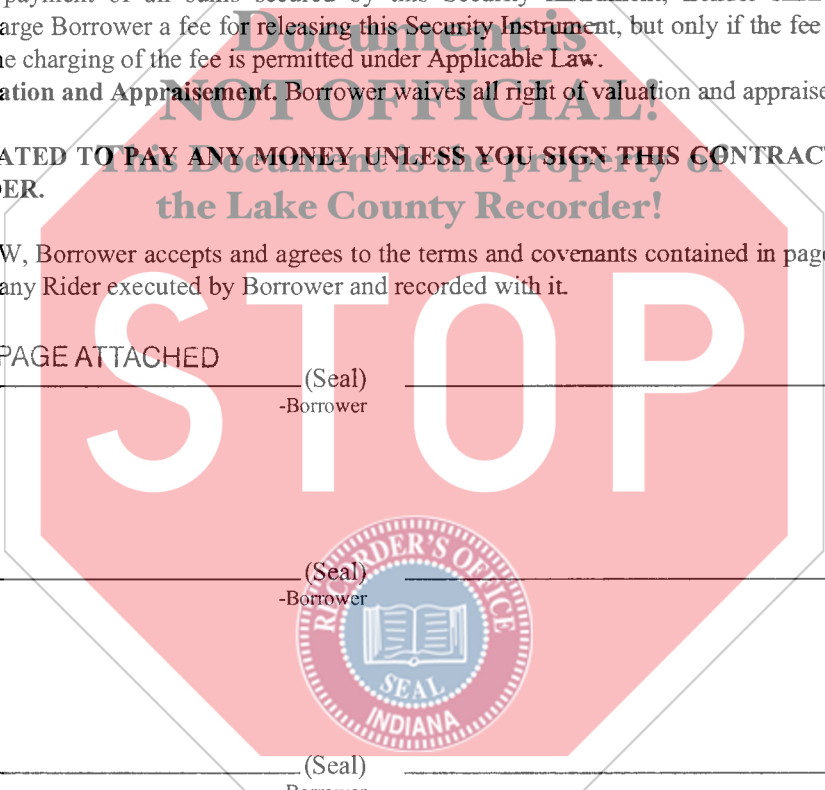 payment of all sums secured by this Security Instrument, Lender shall
arge Borrower a fee for releasing this Security Instrument, but only if the fee
e charging of the fee is permitted under Applicable Law.
ation and Appraisement. Borrower waives all right of valuation and appraise
ATED TO PAY ANY MONEY UNLESS YOU SIGN THIS CONTRACT
DER.
W, Borrower accepts and agrees to the terms and covenants contained in page
any Rider executed by Borrower and recorded with it.
Document is
NOT OFFICIAL!
This Document is the property of
the Lake County Recorder!
STOP
PAGE ATTACHED
(Seal)
-Borrower
(Seal)
-Borrower
RECORDER'S OFFICE
SEAL
INDIANA
(Seal)
-Borrower